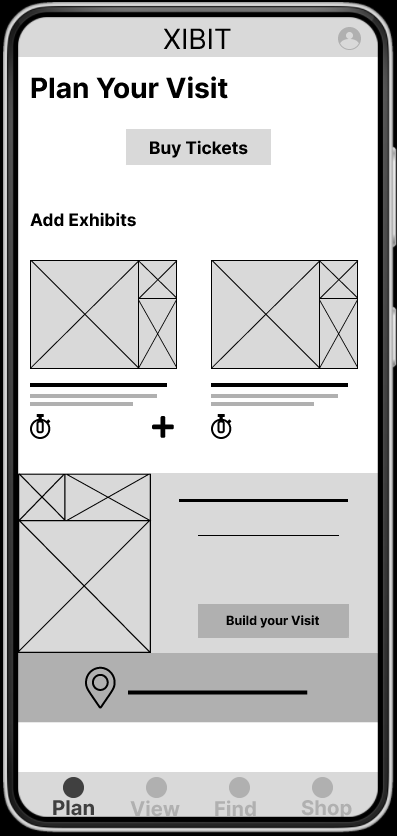 XIBIT
Plan Your Visit
Buy Tickets
Add Exhibits
Build your Visit
Plan View Find Shop